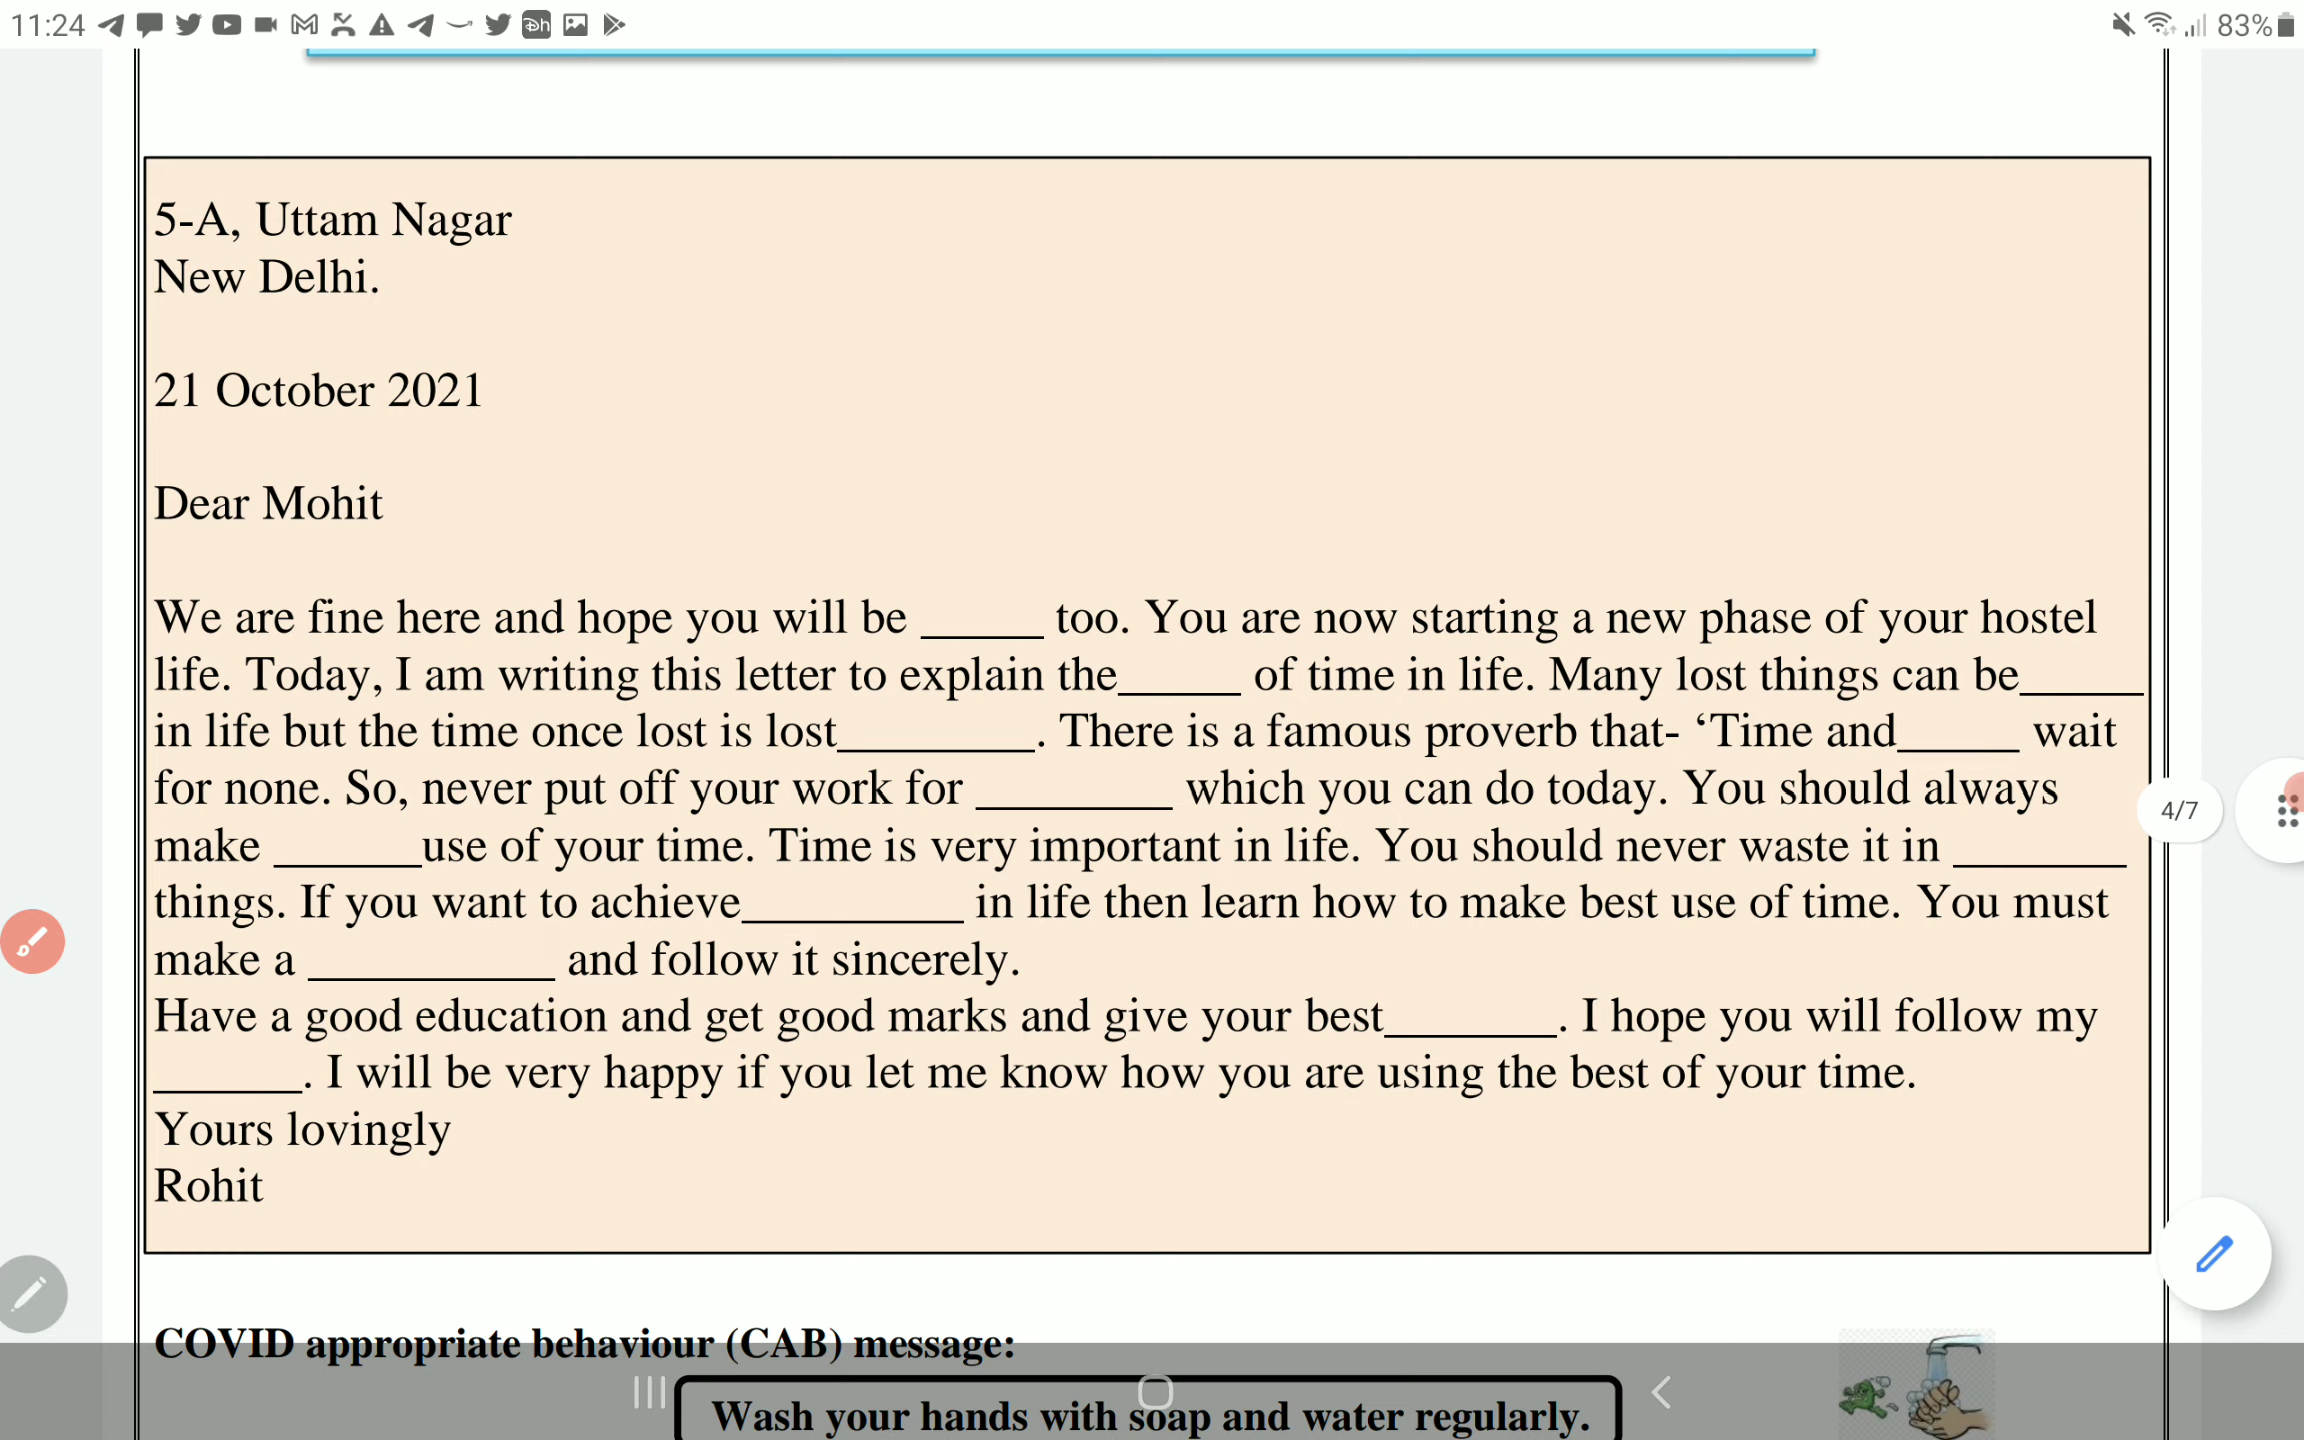 11:24
83%
5-A, Uttam Nagar
New Delhi.
21 October 2021
Dear Mohit
We are fine here and hope you will be _____ too. You are now starting a new phase of your hostel
life. Today, I am writing this letter to explain the_____ of time in life. Many lost things can be_____
in life but the time once lost is lost________. There is a famous proverb that- ‘Time and_____ wait
for none. So, never put off your work for ________ which you can do today. You should always
make ______use of your time. Time is very important in life. You should never waste it in _______
things. If you want to achieve_________ in life then learn how to make best use of time. You must
make a __________ and follow it sincerely.
Have a good education and get good marks and give your best_______. I hope you will follow my
______. I will be very happy if you let me know how you are using the best of your time.
Yours lovingly
Rohit
4/7
COVID appropriate behaviour (CAB) message:
Wash your hands with soap and water regularly.